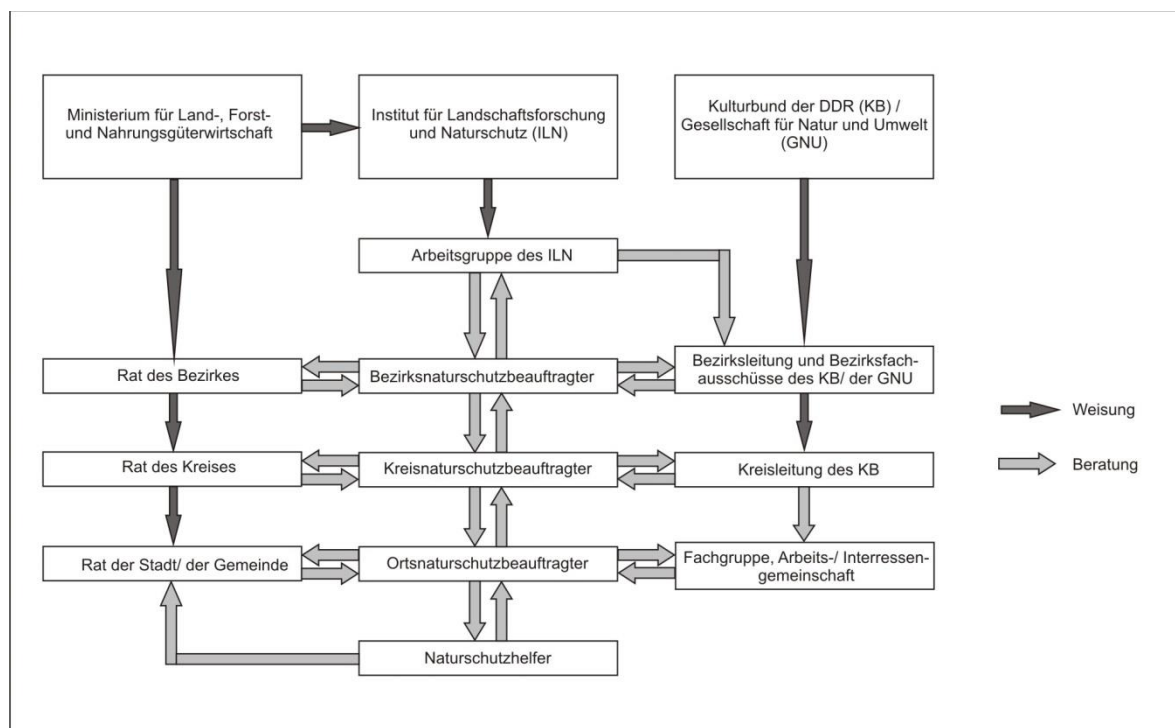 Ministerium für Land-, Forst-
und Nahrungsgüterwirtschaft
Institut für Landschaftsforschung
und Naturschutz (ILN)
Kulturbund der DDR (KB) /
Gesellschaft für Natur und Umwelt
(GNU)
Arbeitsgruppe des ILN
Rat des Bezirkes
Bezirksnaturschutzbeauftragter
Bezirksleitung und Bezirksfach-
ausschüsse des KB/ der GNU
Weisung
Rat des Kreises
Kreisnaturschutzbeauftragter
Kreisleitung des KB
Beratung
Rat der Stadt/ der Gemeinde
Ortsnaturschutzbeauftragter
Fachgruppe, Arbeits-/ Interressen-
gemeinschaft
Naturschutzhelfer